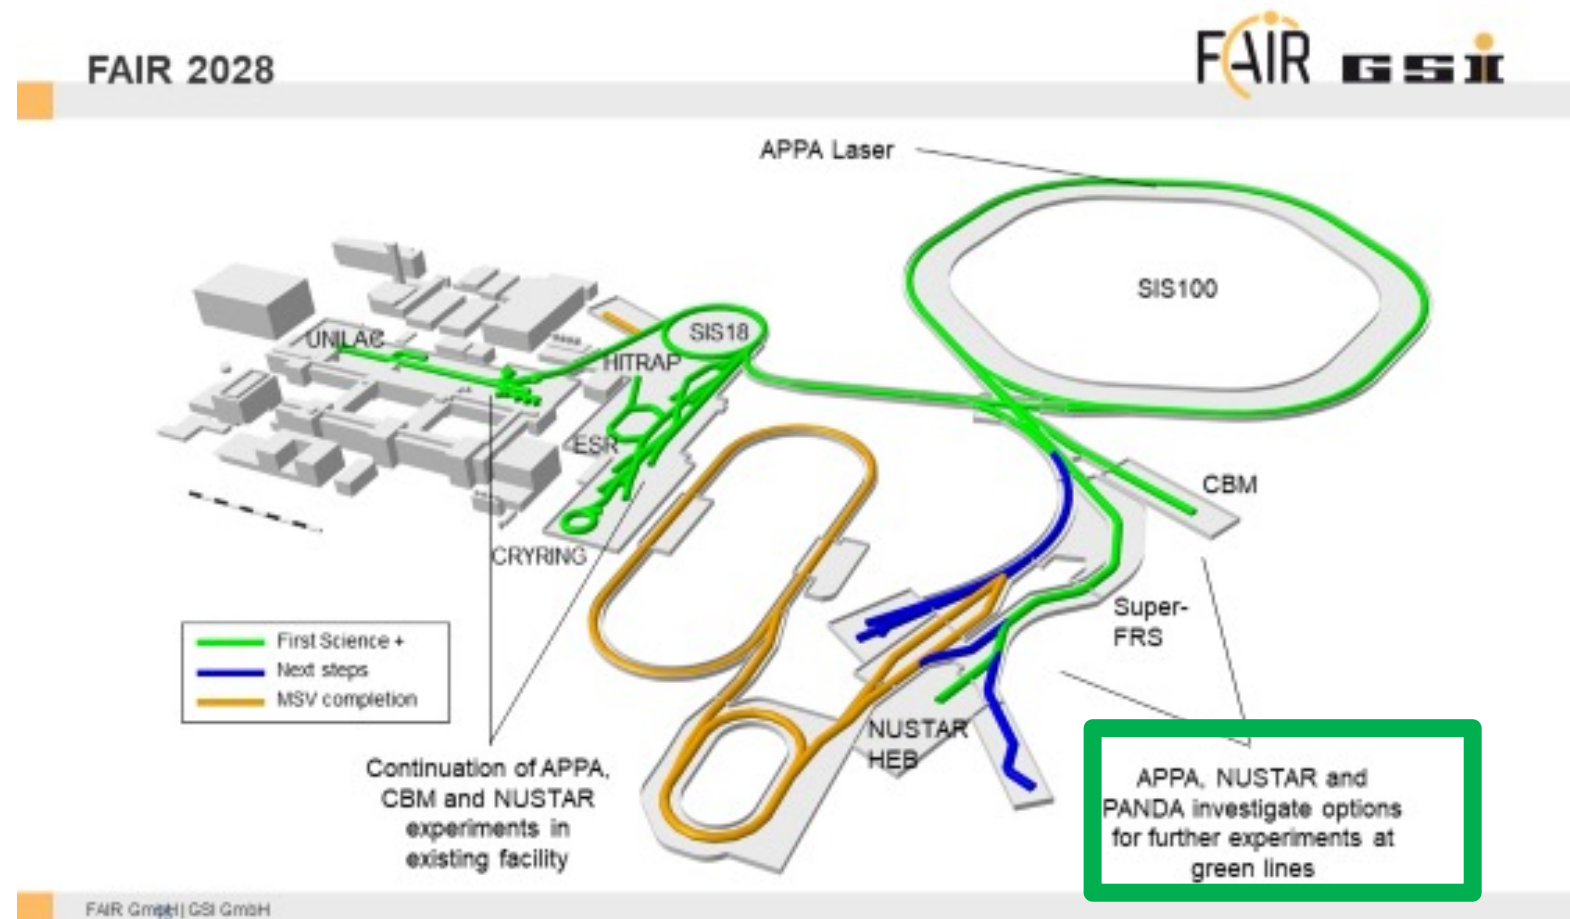 FAIR 2028
FAIR GSI
APPA Laser
SIS100
UNILAC
SIS18
HITRAP
ESR
CRYRING
CBM
Super-
FRS
First Science +
Next steps
MSV completion
NUSTAR
HEB
Continuation of APPA,
CBM and NUSTAR
experiments in
existing facility
APPA, NUSTAR and
PANDA investigate options
for further experiments at
green lines
FAIR GmbH | GSI GmbH